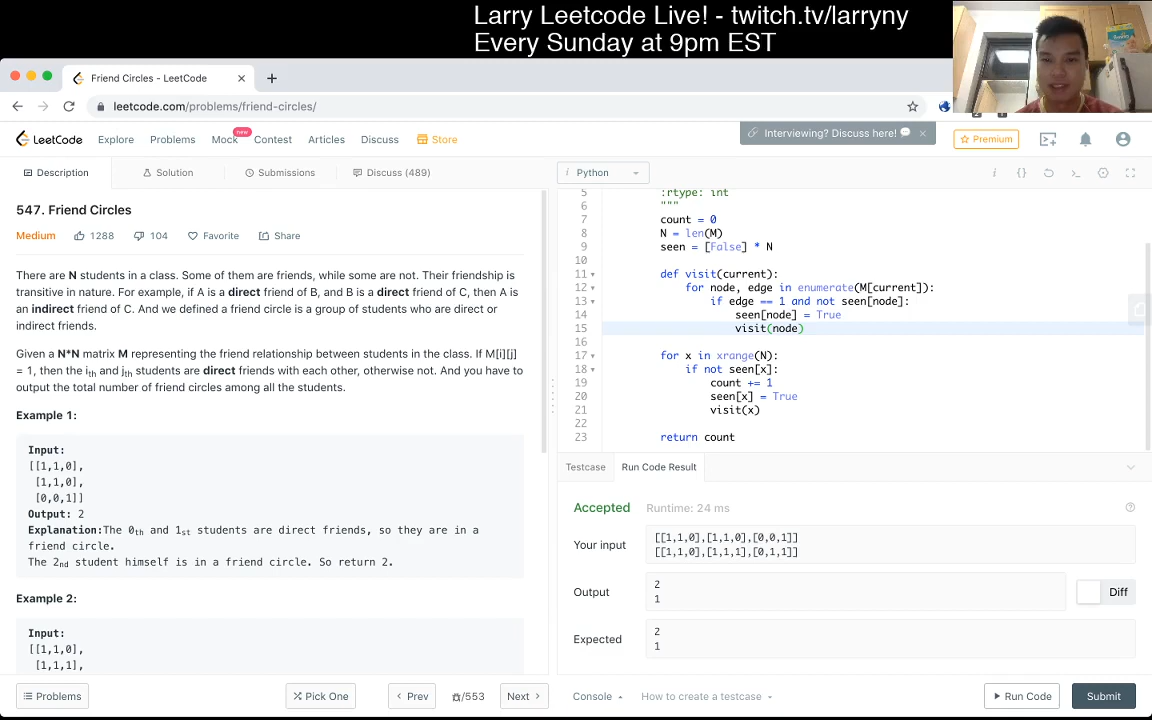 Larry Leetcode Live! - twitch.tv/larryny
Every Sunday at 9pm EST
Friend Circles - LeetCode
leetcode.com/problems/friend-circles/
LeetCode
Explore
Problems
Mock
new
Contest
Articles
Discuss
Store
Interviewing? Discuss here!
Premium
Description
Solution
Submissions
Discuss (489)
i Python
547. Friend Circles
Medium
1288
104
Favorite
Share
There are N students in a class. Some of them are friends, while some are not. Their friendship is
transitive in nature. For example, if A is a direct friend of B, and B is a direct friend of C, then A is
an indirect friend of C. And we defined a friend circle is a group of students who are direct or
indirect friends.
Given a N*N matrix M representing the friend relationship between students in the class. If M[i][j]
= 1, then the ith and jth students are direct friends with each other, otherwise not. And you have to
output the total number of friend circles among all the students.
Example 1:
Input:
[[1,1,0],
[1,1,0],
[0,0,1]]
Output: 2
Explanation:The 0th and 1st students are direct friends, so they are in a
friend circle.
The 2nd student himself is in a friend circle. So return 2.
Example 2:
Input:
[[1,1,0],
[1,1,1],
5 :rtype: int
6 """
7 count = 0
8 N = len(M)
9 seen = [False] * N
10
11 def visit(current):
12 for node, edge in enumerate(M[current]):
13 if edge == 1 and not seen[node]:
14 seen[node] = True
15 visit(node)
16
17 for x in xrange(N):
18 if not seen[x]:
19 count += 1
20 seen[x] = True
21 visit(x)
22
23 return count
Testcase
Run Code Result
Accepted
Runtime: 24 ms
Your input
[[1,1,0],[1,1,0],[0,0,1]]
[[1,1,0],[1,1,1],[0,1,1]]
Output
2
1
Diff
Expected
2
1
Problems
Pick One
Prev
/553
Next
Console
How to create a testcase
Run Code
Submit